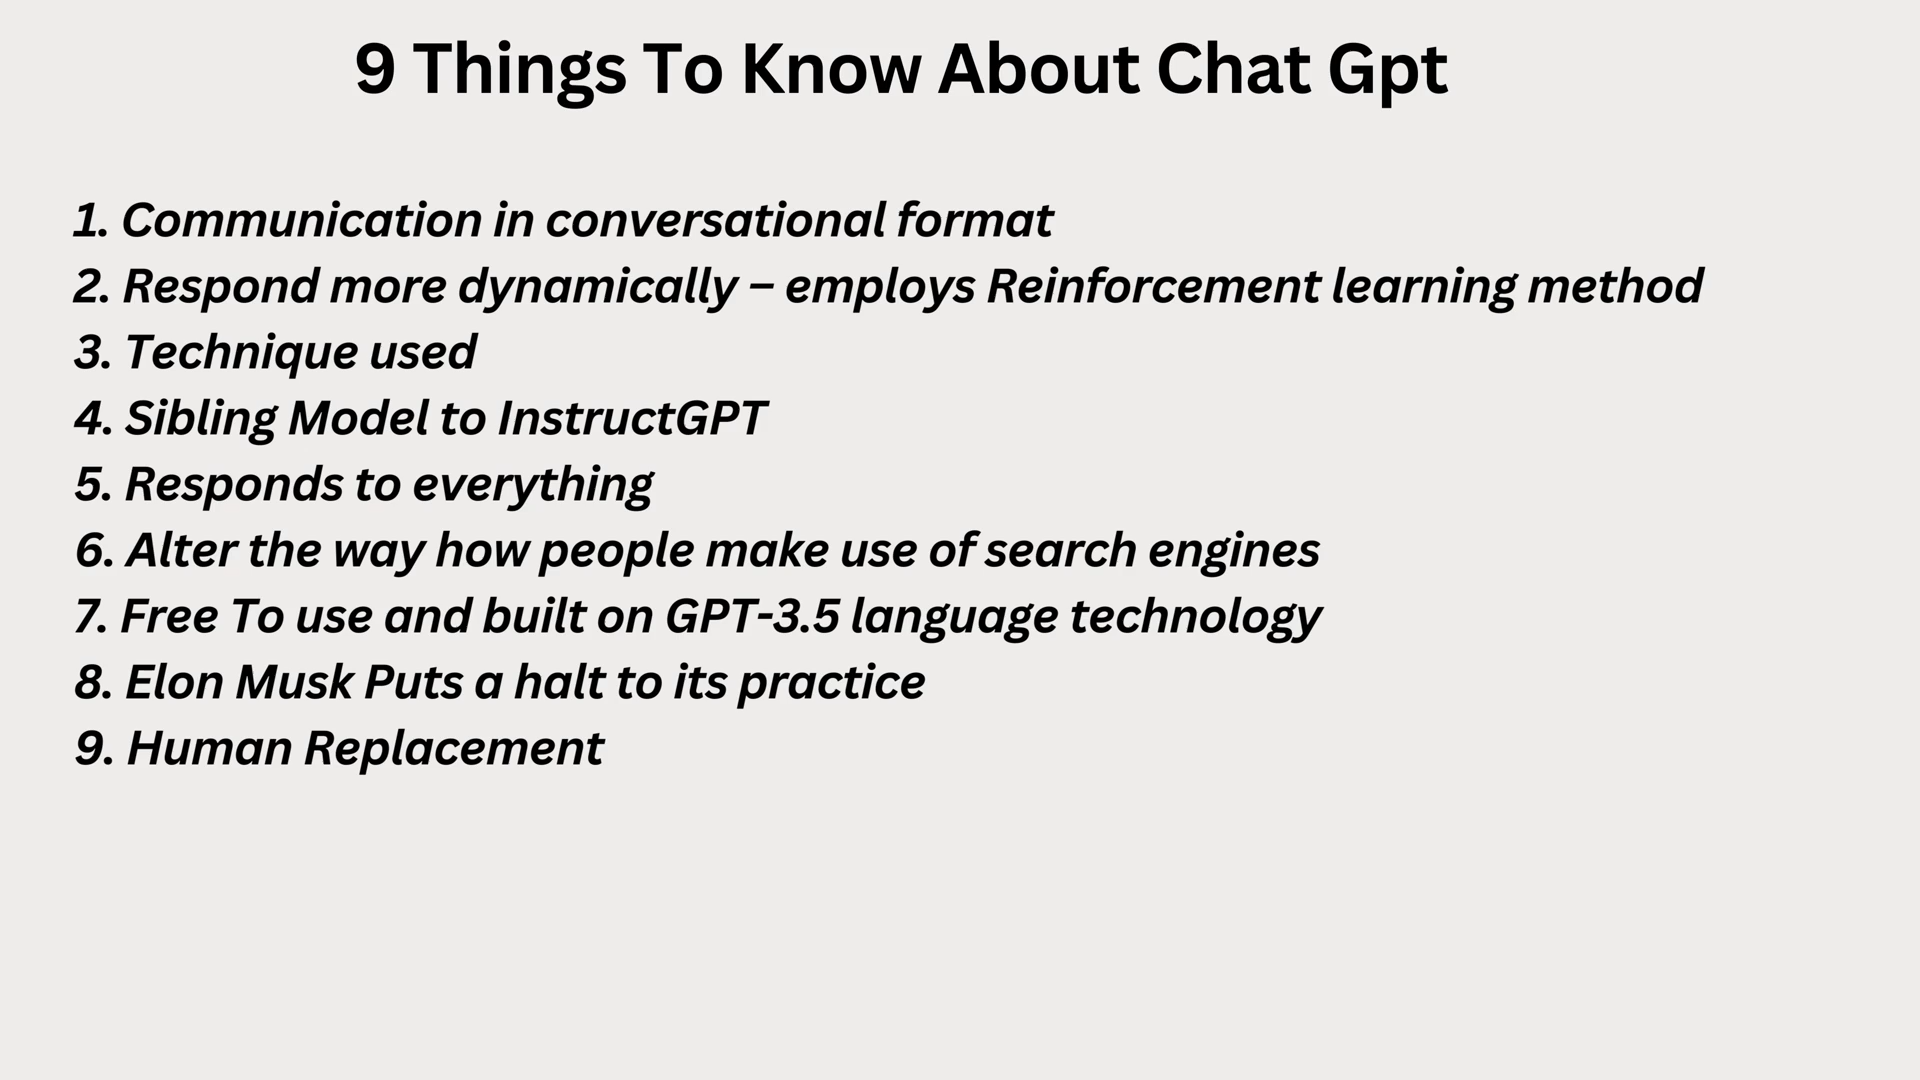 9 Things To Know About Chat Gpt
1. Communication in conversational format
2. Respond more dynamically – employs Reinforcement learning method
3. Technique used
4. Sibling Model to InstructGPT
5. Responds to everything
6. Alter the way how people make use of search engines
7. Free To use and built on GPT-3.5 language technology
8. Elon Musk Puts a halt to its practice
9. Human Replacement